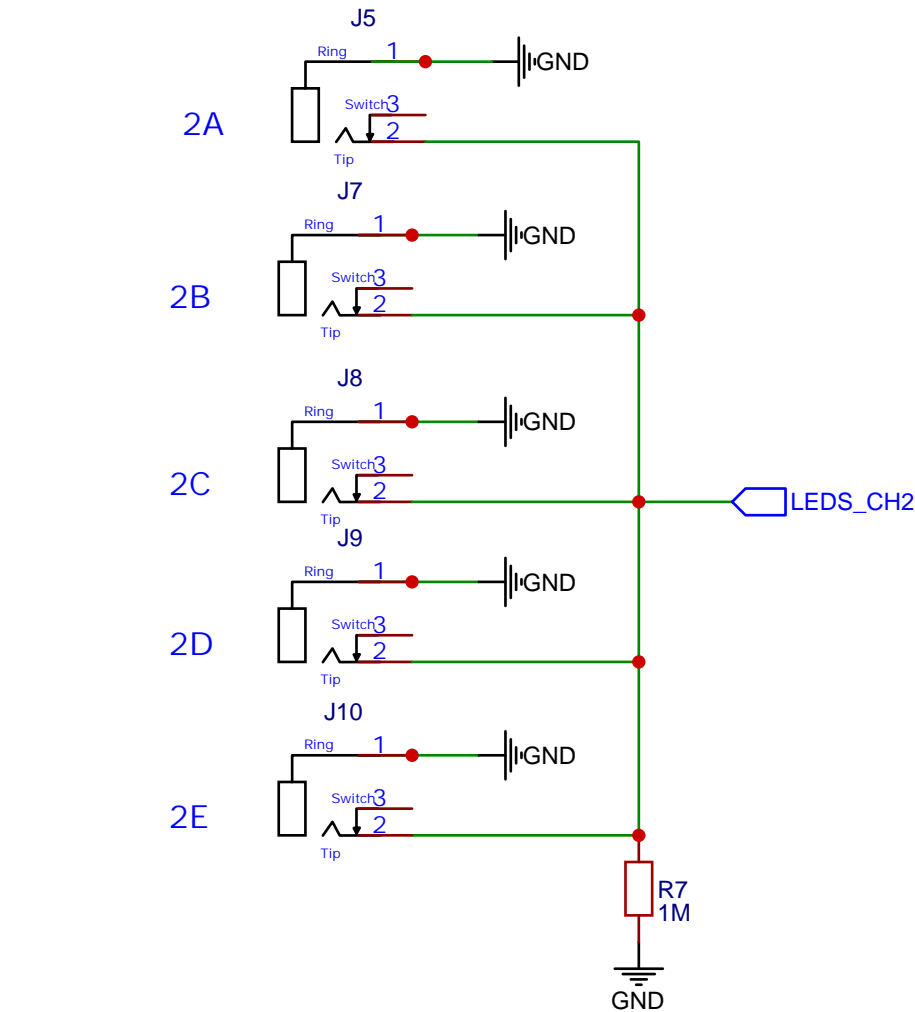 J5
Ring 1
GND
Switch 3
2A
2
Tip
J7
Ring 1
GND
Switch 3
2B
2
Tip
J8
Ring 1
GND
Switch 3
2C
2
LEDS_CH2
Tip
J9
Ring 1
GND
Switch 3
2D
2
Tip
J10
Ring 1
GND
Switch 3
2E
2
Tip
R7
1M
GND